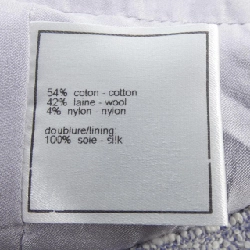 54% coton - cotton
42% laine - wool
4% nylon - nylon
doublure/lining:
100% soie - silk